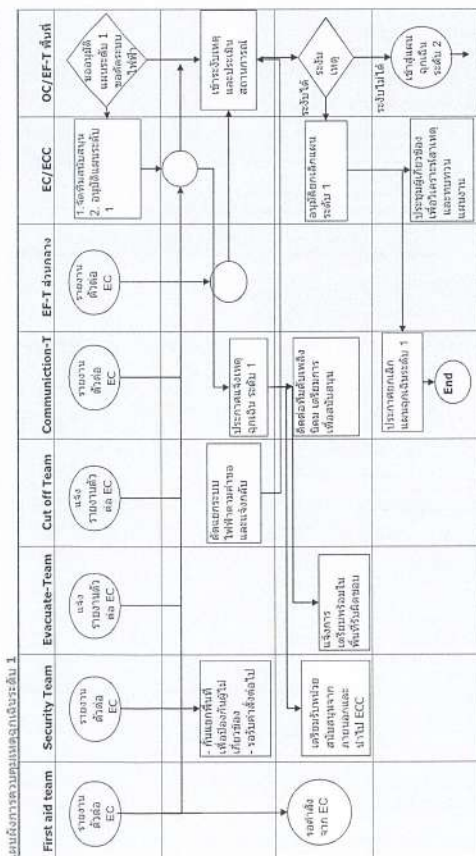 แผนผังการควบคุมเหตุฉุกเฉินระดับ 1
First aid team
Security Team
Evacuate-Team
Cut off Team
Communiction-T
EF-T ส่วนกลาง
EC/ECC
OC/EF-T พื้นที่
รายงาน
ตัวต่อ
EC
รายงาน
ตัวต่อ
EC
แจ้ง
รายงานตัว
ต่อ EC
แจ้ง
รายงานตัว
ต่อ EC
รายงาน
ตัวต่อ
EC
รายงาน
ตัวต่อ
EC
1. จัดทีมสนับสนุน
2. อนุมัติแผนระดับ
1
ขออนุมัติ
แผนระดับ 1
ขอตัดระบบ
ไฟฟ้า
- กันแยกพื้นที่
เพื่อป้องกันผู้ไม่
เกี่ยวข้อง
- รอรับคำสั่งต่อไป
ตัดแยกระบบ
ไฟฟ้าตามคำขอ
และแจ้งกลับ
ประกาศแจ้งเหตุ
ฉุกเฉิน ระดับ 1
เข้าระงับเหตุ
และประเมิน
สถานการณ์
รอคำสั่ง
จาก EC
เตรียมรับหน่วย
สนับสนุนจาก
ภายนอกและ
นำไป ECC
แจ้งการ
เตรียมพร้อมใน
พื้นที่รับผิดชอบ
ติดต่อทีมดับเพลิง
นิคม เตรียมการ
เพื่อสนับสนุน
อนุมัติยกเลิกแผน
ระดับ 1
ระงับได้
ระงับ
เหตุ
ระงับไม่ได้
ประกาศยกเลิก
แผนฉุกเฉินระดับ 1
End
ประชุมผู้เกี่ยวข้อง
เพื่อวิเคราะห์สาเหตุ
และทบทวน
แผนงาน
เข้าสู่แผน
ฉุกเฉิน
ระดับ 2